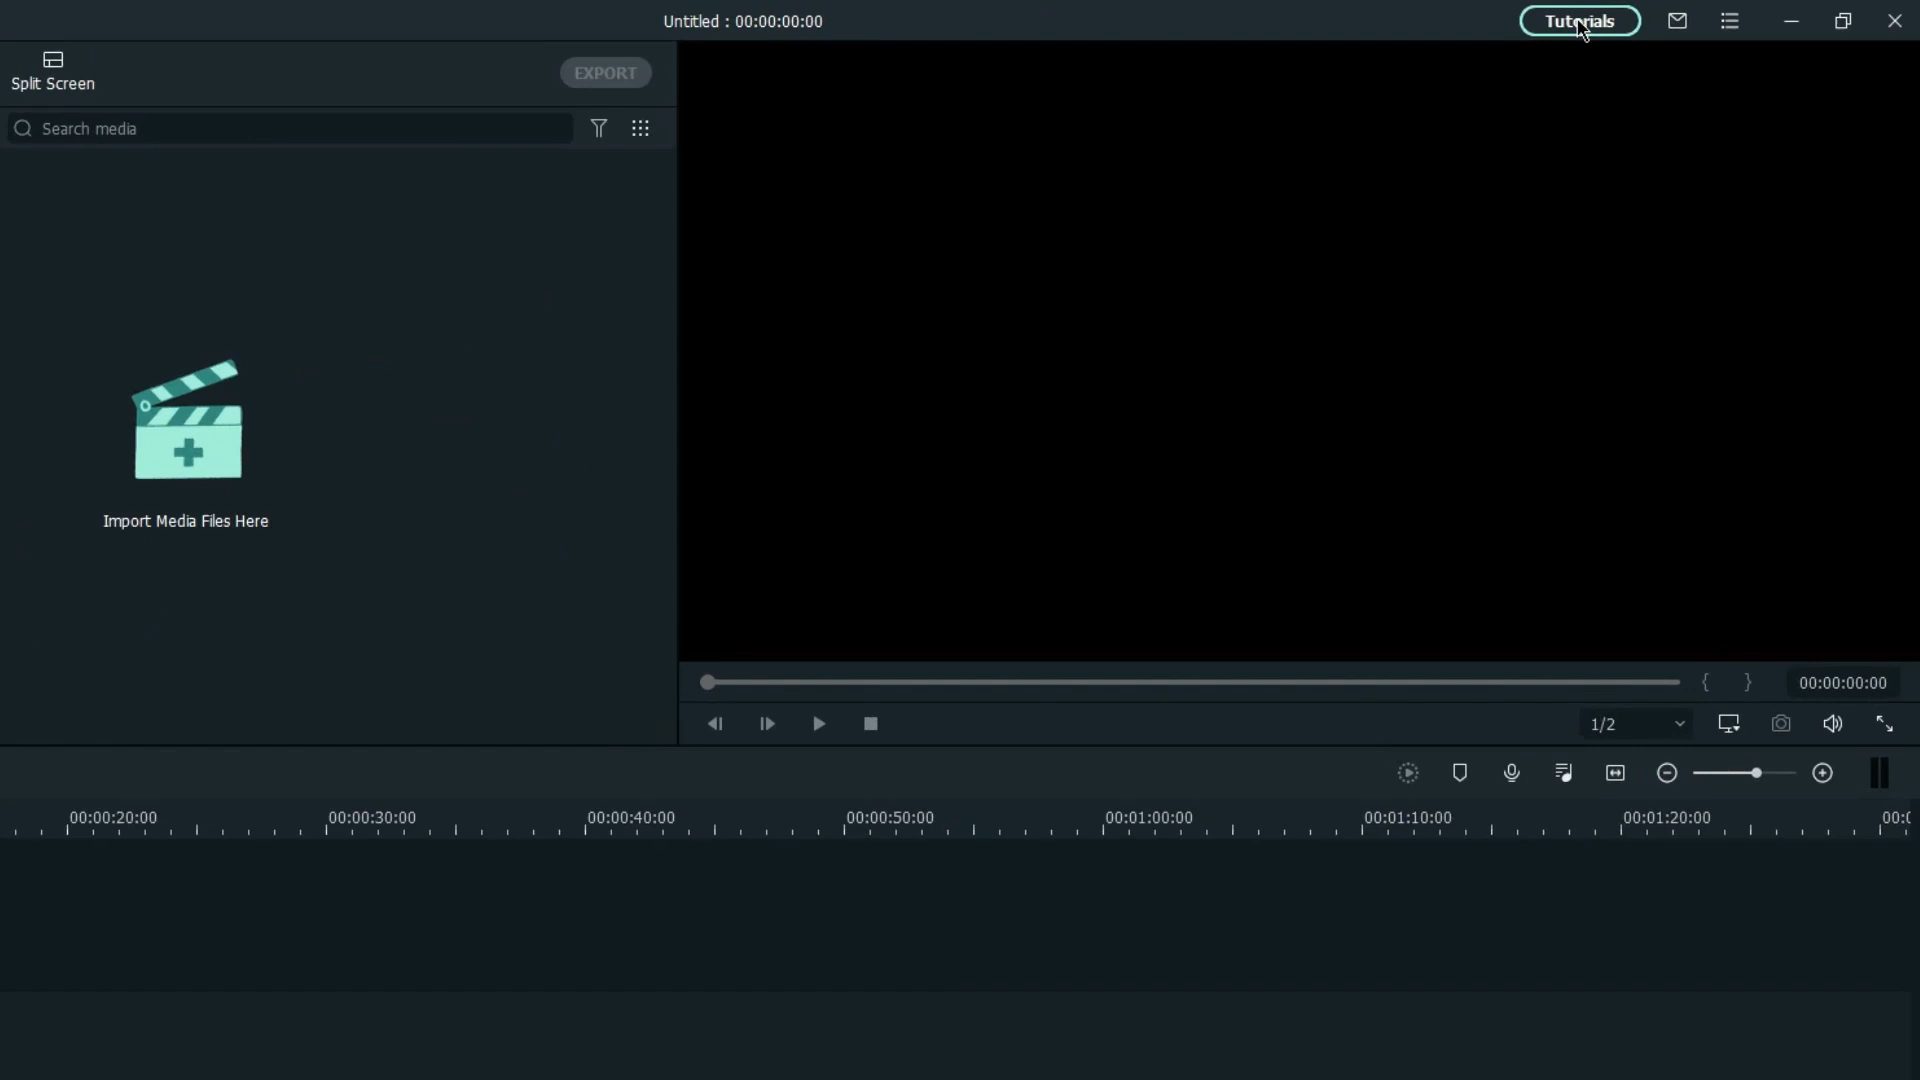 Untitled : 00:00:00:00
Tutorials
Split Screen
EXPORT
Search media
Import Media Files Here
{ }
00:00:00:00
1/2
00:00:20:00 00:00:30:00 00:00:40:00 00:00:50:00 00:01:00:00 00:01:10:00 00:01:20:00